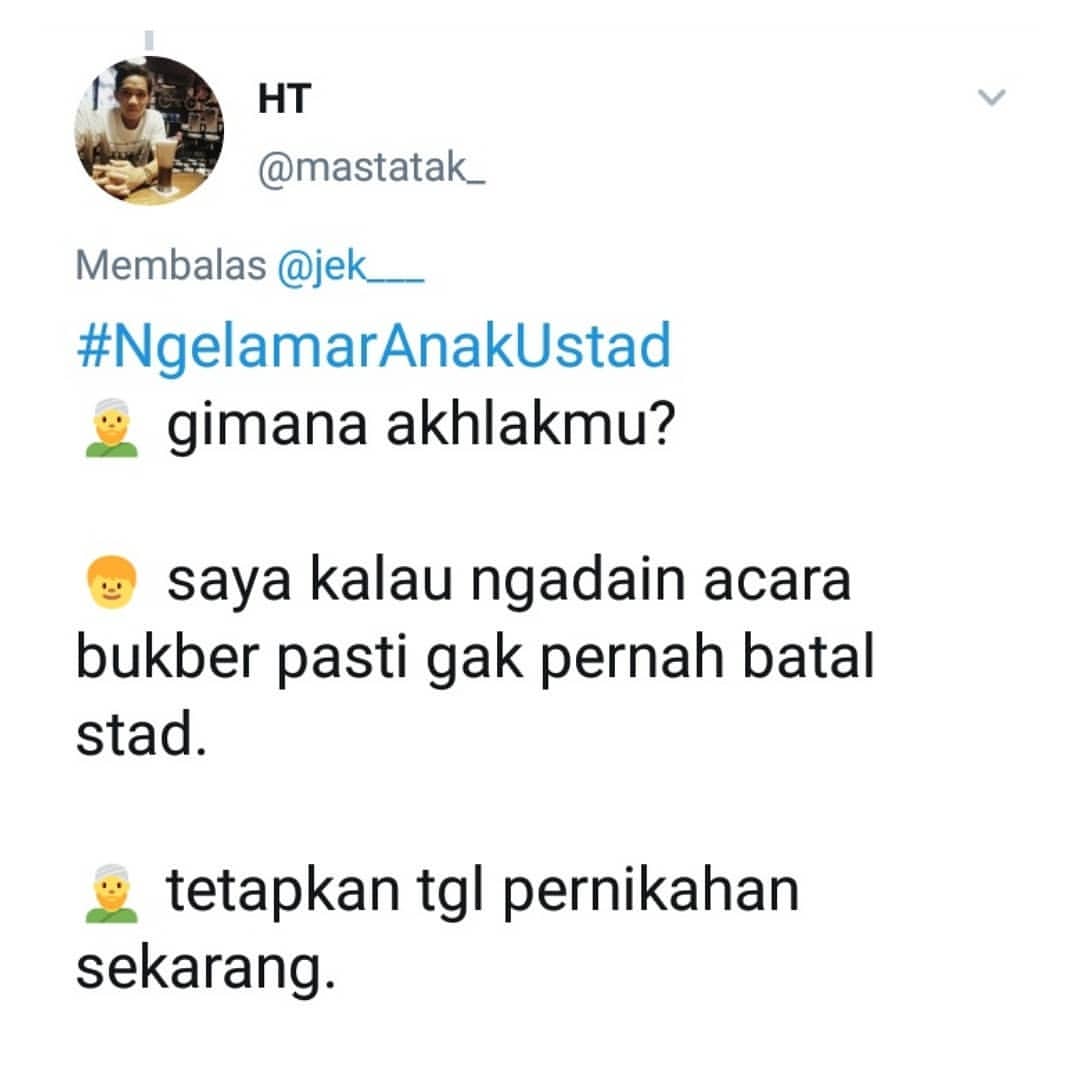 HT
@mastatak_
Membalas @jek___
#NgelamarAnakUstad
gimana akhlakmu?
saya kalau ngadain acara
bukber pasti gak pernah batal
stad.
tetapkan tgl pernikahan
sekarang.